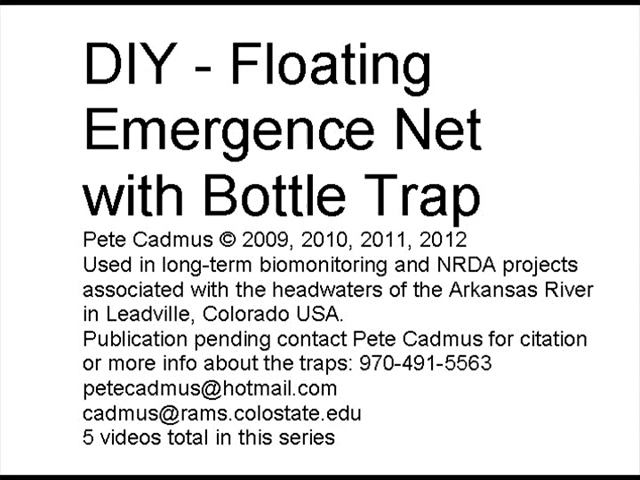 DIY - Floating
Emergence Net
with Bottle Trap
Pete Cadmus © 2009, 2010, 2011, 2012
Used in long-term biomonitoring and NRDA projects
associated with the headwaters of the Arkansas River
in Leadville, Colorado USA.
Publication pending contact Pete Cadmus for citation
or more info about the traps: 970-491-5563
petecadmus@hotmail.com
cadmus@rams.colostate.edu
5 videos total in this series